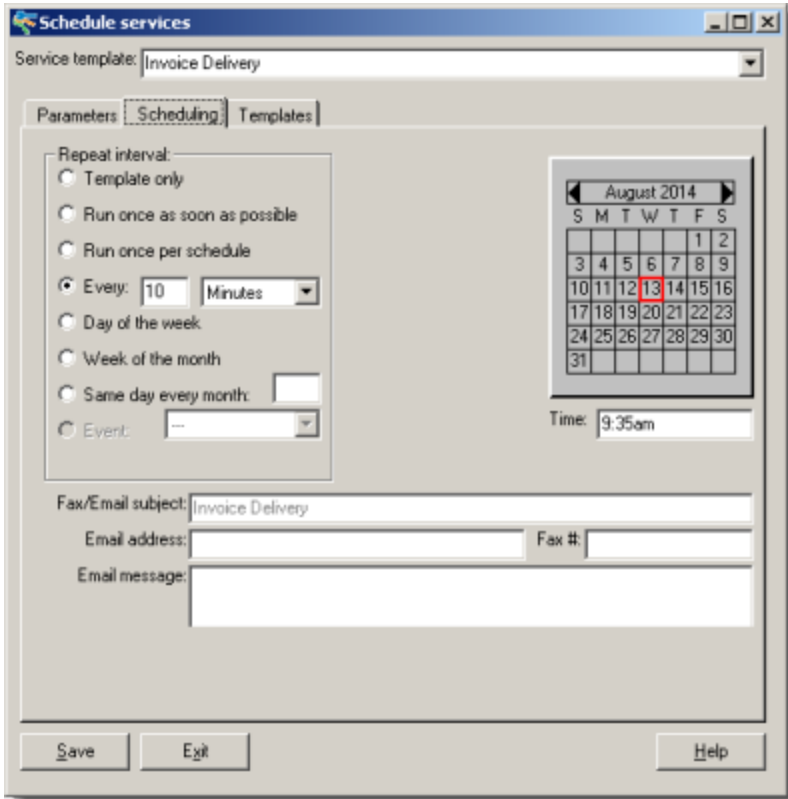 Schedule services
Service template: Invoice Delivery
Parameters Scheduling Templates
Repeat interval:
Template only
Run once as soon as possible
Run once per schedule
Every: 10 Minutes
Day of the week
Week of the month
Same day every month:
Event: ---
August 2014
S M T W T F S
1 2
3 4 5 6 7 8 9
10 11 12 13 14 15 16
17 18 19 20 21 22 23
24 25 26 27 28 29 30
31
Time: 9:35am
Fax/Email subject: Invoice Delivery
Email address: Fax #:
Email message:
Save Exit Help